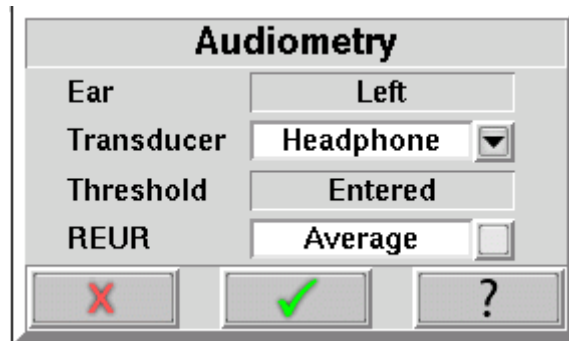 Audiometry
Ear Left
Transducer Headphone
Threshold Entered
REUR Average
?